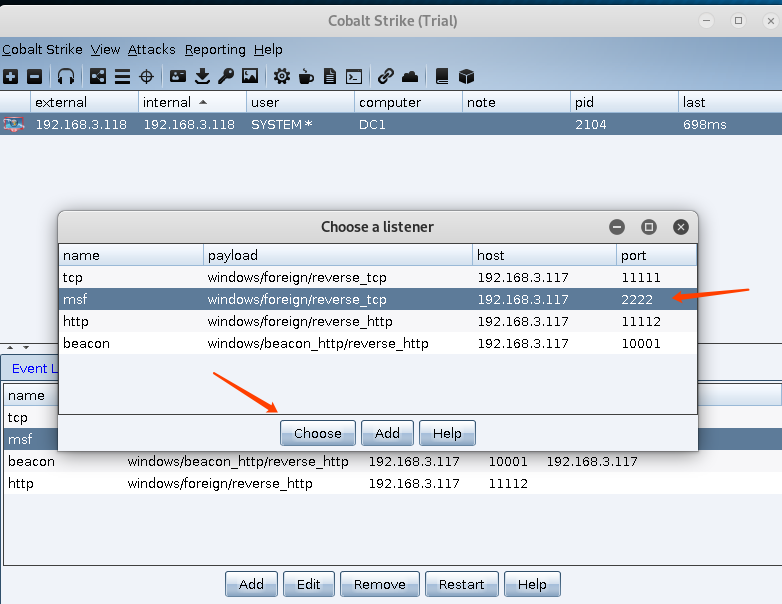 Cobalt Strike (Trial)
Cobalt Strike View Attacks Reporting Help
external internal user computer note pid last
192.168.3.118 192.168.3.118 SYSTEM * DC1 2104 698ms
Choose a listener
name payload host port
tcp windows/foreign/reverse_tcp 192.168.3.117 11111
msf windows/foreign/reverse_tcp 192.168.3.117 2222
http windows/foreign/reverse_http 192.168.3.117 11112
beacon windows/beacon_http/reverse_http 192.168.3.117 10001
Choose Add Help
Event L
name
tcp
msf
beacon windows/beacon_http/reverse_http 192.168.3.117 10001 192.168.3.117
http windows/foreign/reverse_http 192.168.3.117 11112
Add Edit Remove Restart Help